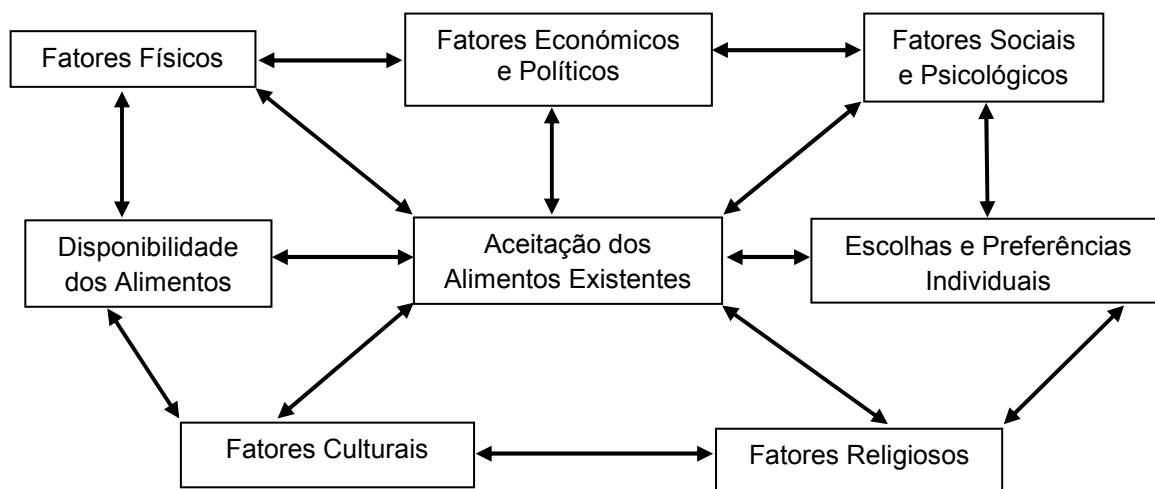 Fatores Físicos
Fatores Económicos
e Políticos
Fatores Sociais
e Psicológicos
Disponibilidade
dos Alimentos
Aceitação dos
Alimentos Existentes
Escolhas e Preferências
Individuais
Fatores Culturais
Fatores Religiosos